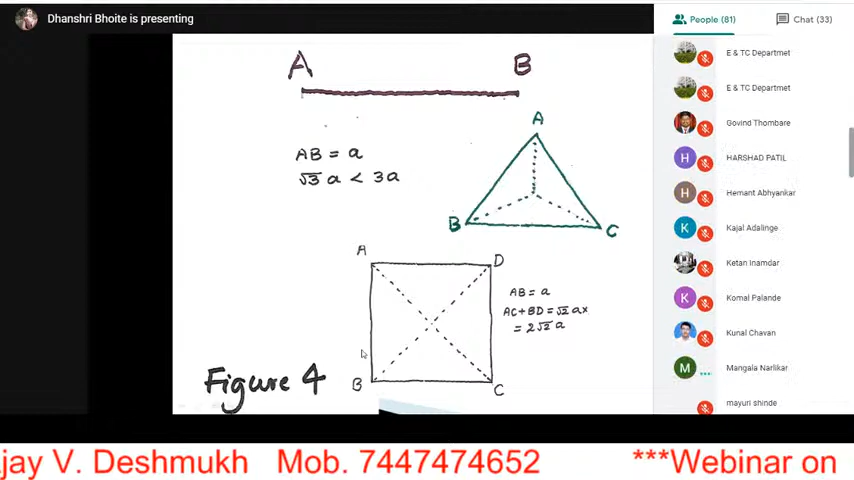 Dhanshri Bhoite is presenting
People (81)
Chat (33)
A B
AB = a
√3 a < 3a
A
B
C
A
D
AB = a
AC+BD = √2 ax
= 2√2 a
B
C
Figure 4
E & TC Departmet
E & TC Departmet
Govind Thombare
H
HARSHAD PATIL
Hemant Abhyankar
Kajal Adalinge
Ketan Inamdar
K
Komal Palande
Kunal Chavan
M
Mangala Narlikar
mayuri shinde
jay V. Deshmukh Mob. 7447474652 ***Webinar on